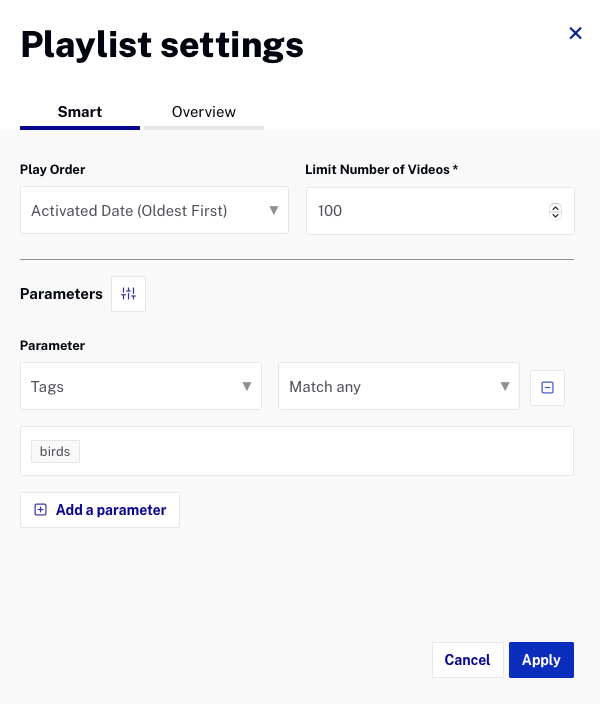 Playlist settings
Smart
Overview
Play Order
Limit Number of Videos *
Activated Date (Oldest First)
100
Parameters
Parameter
Tags
Match any
birds
Add a parameter
Cancel
Apply